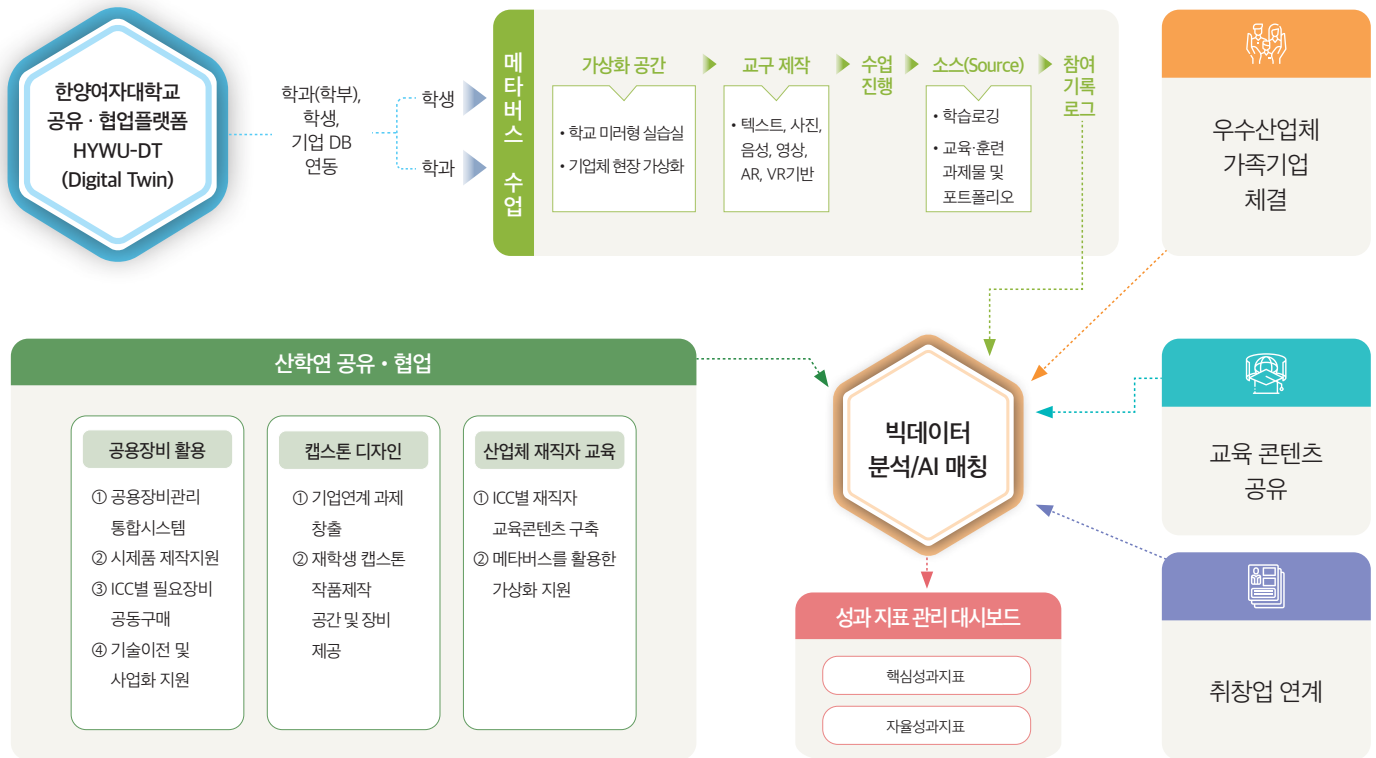 한양여자대학교
공유 · 협업플랫폼
HYWU-DT
(Digital Twin)
학과(학부),
학생,
기업 DB
연동
학생
학과
메타버스 수업
가상화 공간
• 학교 미러형 실습실
• 기업체 현장 가상화
교구 제작
• 텍스트, 사진,
음성, 영상,
AR, VR기반
수업
진행
소스(Source)
• 학습로깅
• 교육·훈련
과제물 및
포트폴리오
참여
기록
로그
우수산업체
가족기업
체결
산학연 공유 · 협업
공용장비 활용
① 공용장비관리
통합시스템
② 시제품 제작지원
③ ICC별 필요장비
공동구매
④ 기술이전 및
사업화 지원
캡스톤 디자인
① 기업연계 과제
창출
② 재학생 캡스톤
작품제작
공간 및 장비
제공
산업체 재직자 교육
① ICC별 재직자
교육콘텐츠 구축
② 메타버스를 활용한
가상화 지원
빅데이터
분석/AI 매칭
교육 콘텐츠
공유
성과 지표 관리 대시보드
핵심성과지표
자율성과지표
취창업 연계